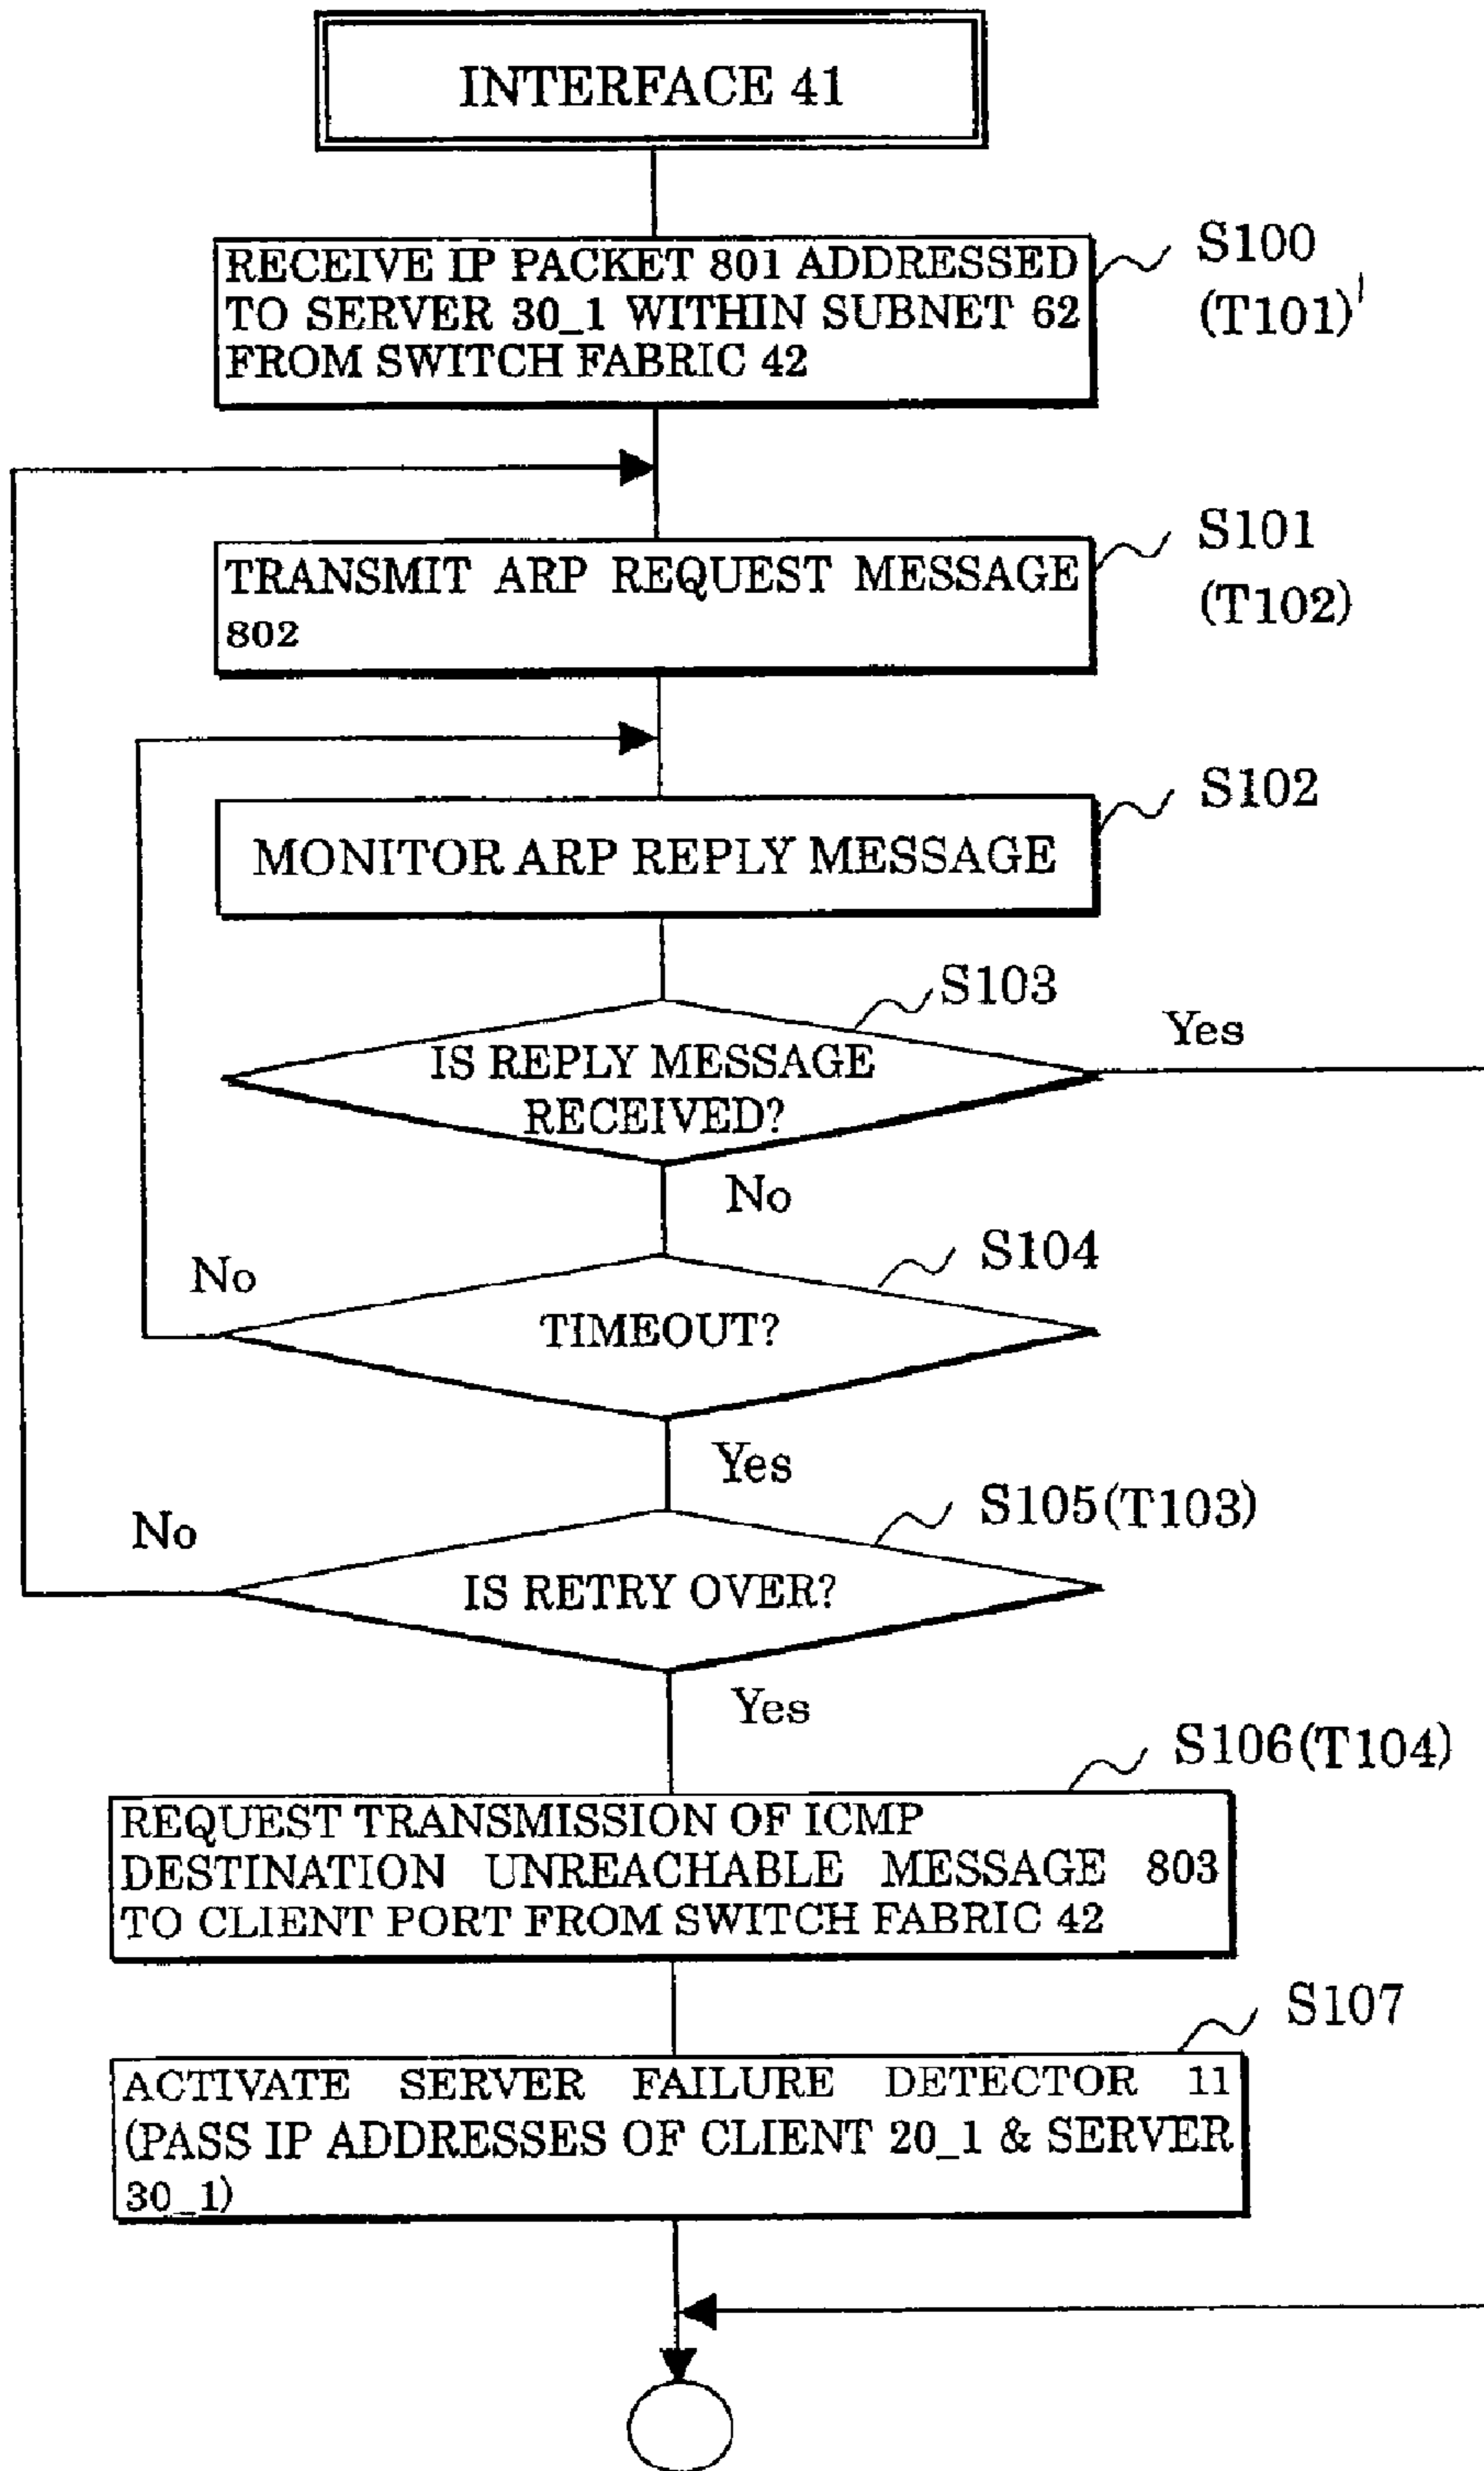 INTERFACE 41
RECEIVE IP PACKET 801 ADDRESSED
TO SERVER 30_1 WITHIN SUBNET 62
FROM SWITCH FABRIC 42
S100
(T101)
TRANSMIT ARP REQUEST MESSAGE
802
S101
(T102)
MONITOR ARP REPLY MESSAGE
S102
S103
IS REPLY MESSAGE
RECEIVED?
Yes
No
S104
TIMEOUT?
No
Yes
S105(T103)
IS RETRY OVER?
No
Yes
S106(T104)
REQUEST TRANSMISSION OF ICMP
DESTINATION UNREACHABLE MESSAGE 803
TO CLIENT PORT FROM SWITCH FABRIC 42
S107
ACTIVATE SERVER FAILURE DETECTOR 11
(PASS IP ADDRESSES OF CLIENT 20_1 & SERVER
30_1)